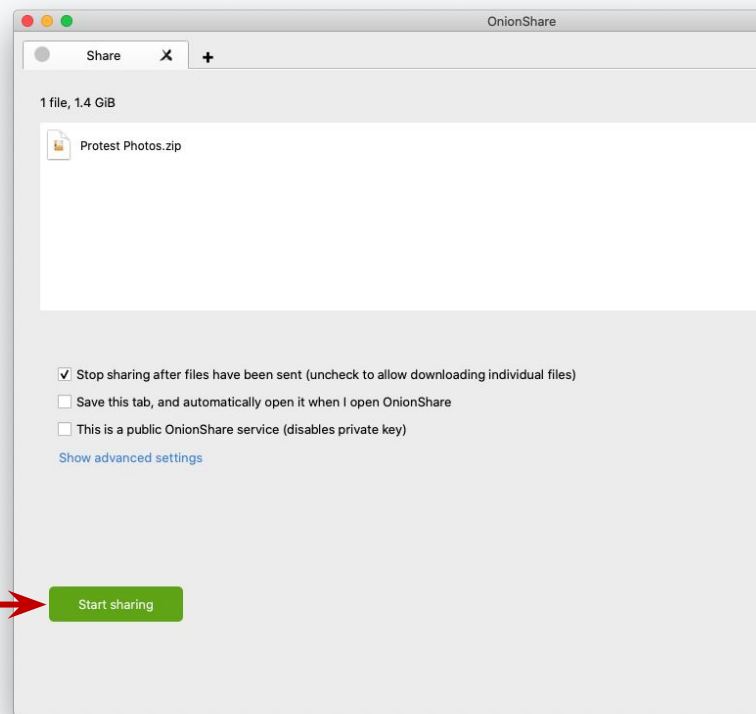 OnionShare
Share
1 file, 1.4 GiB
Protest Photos.zip
Stop sharing after files have been sent (uncheck to allow downloading individual files)
Save this tab, and automatically open it when I open OnionShare
This is a public OnionShare service (disables private key)
Show advanced settings
Start sharing